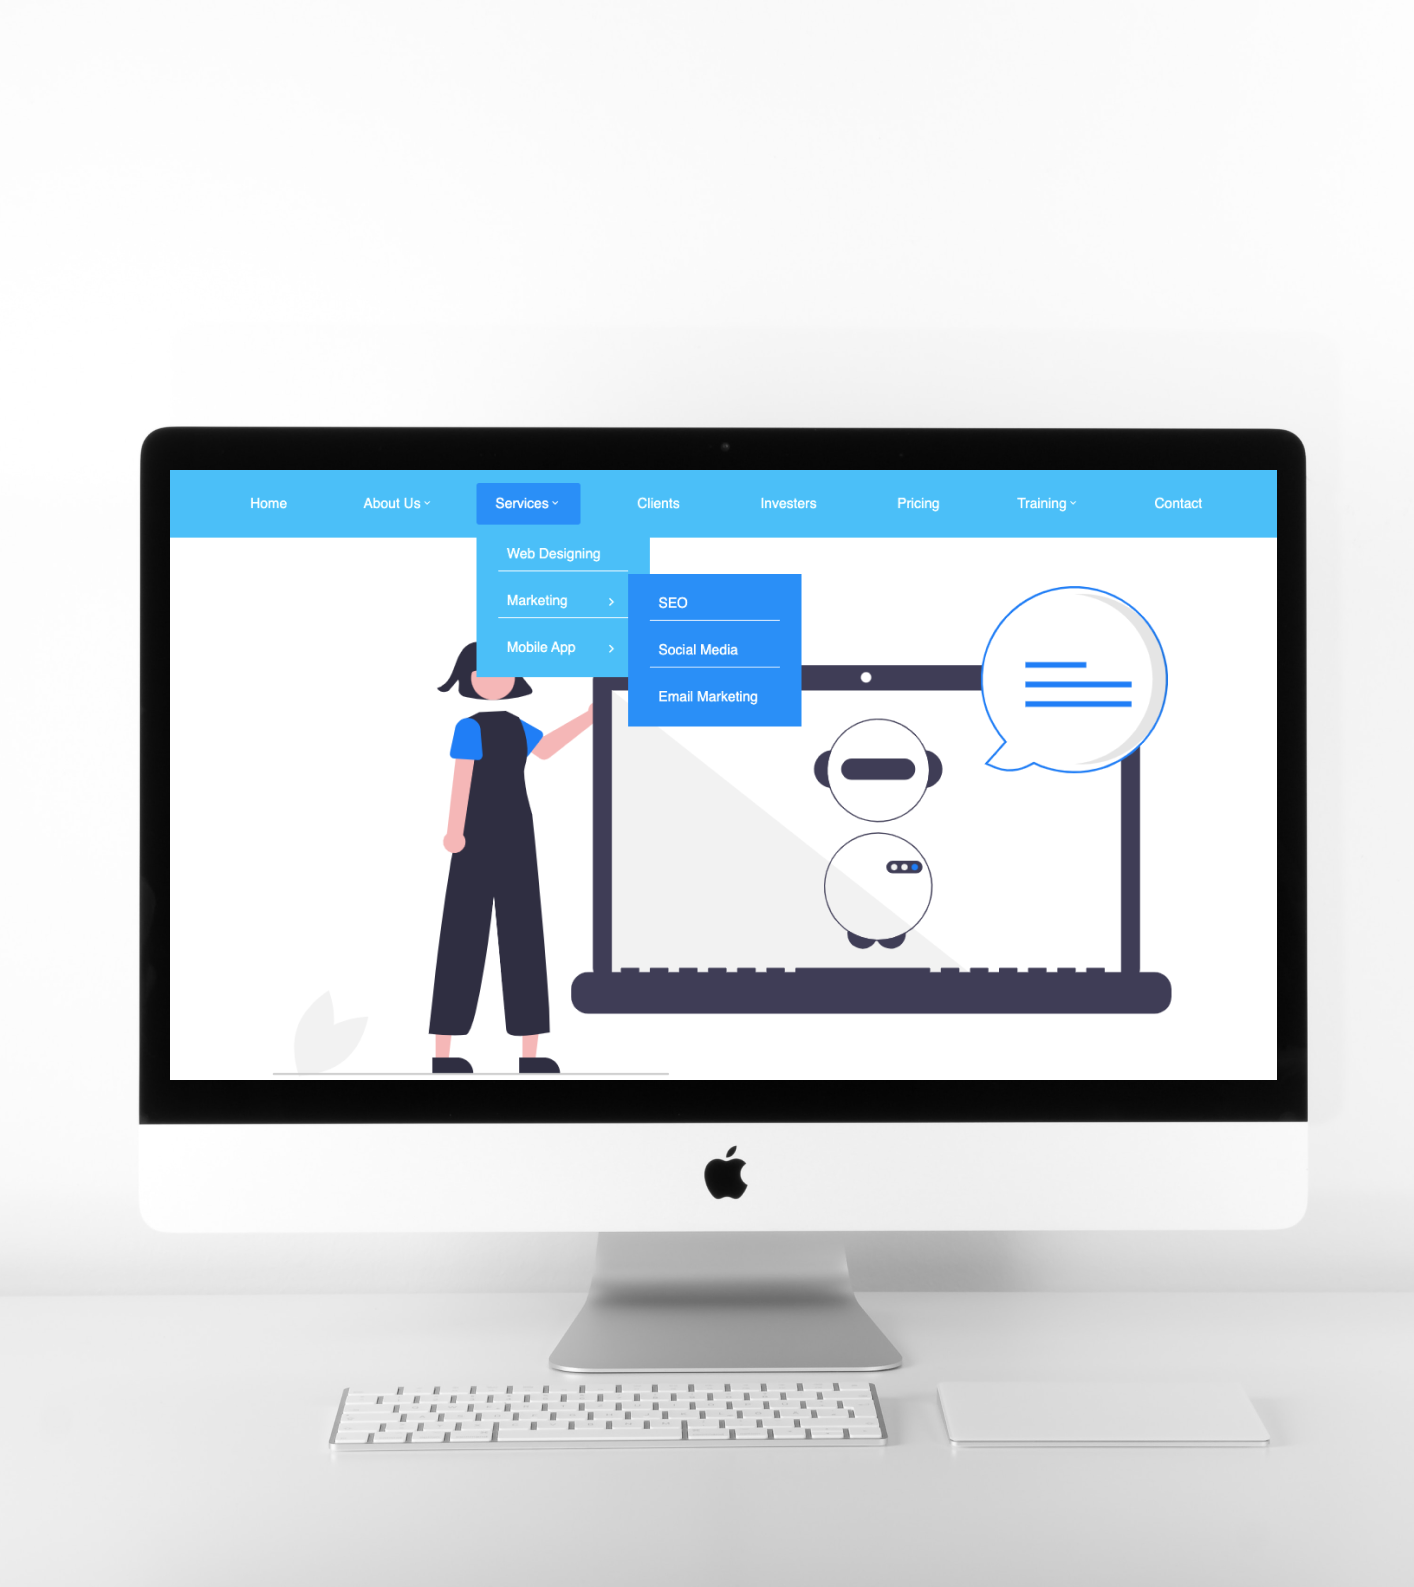 Home About Us Services Clients Investers Pricing Training Contact
Web Designing
Marketing
Mobile App
SEO
Social Media
Email Marketing